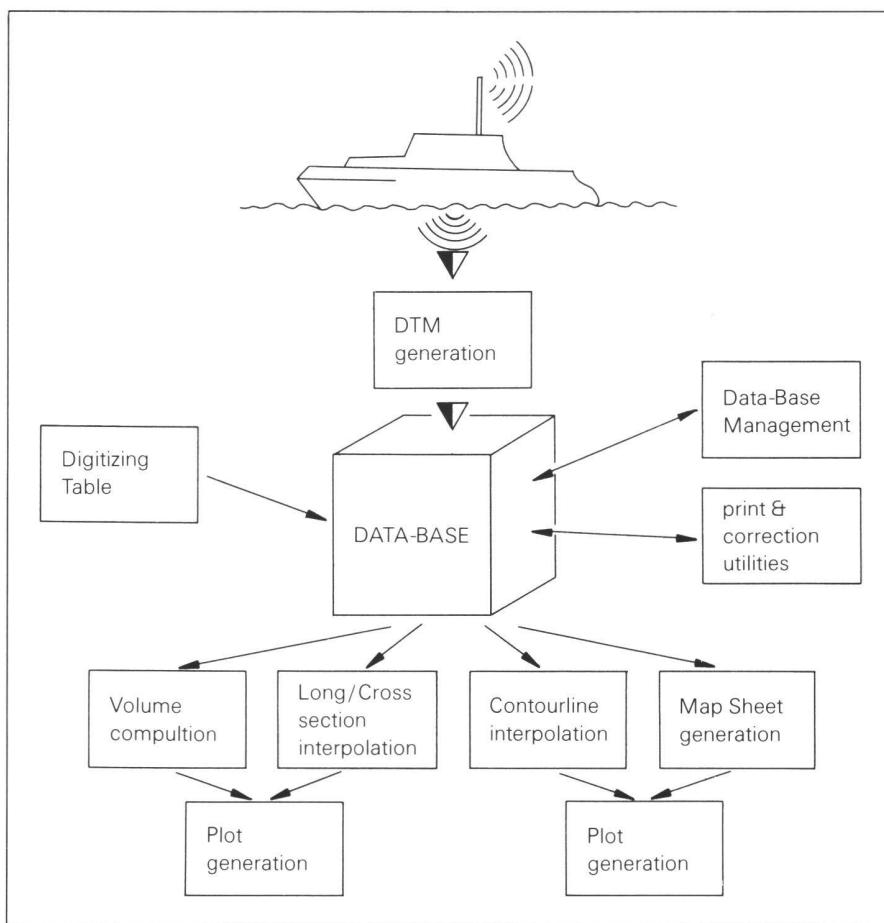 DTM
generation
Data-Base
Management
Digitizing
Table
DATA-BASE
print &
correction
utilities
Volume
compultion
Long/Cross
section
interpolation
Contourline
interpolation
Map Sheet
generation
Plot
generation
Plot
generation